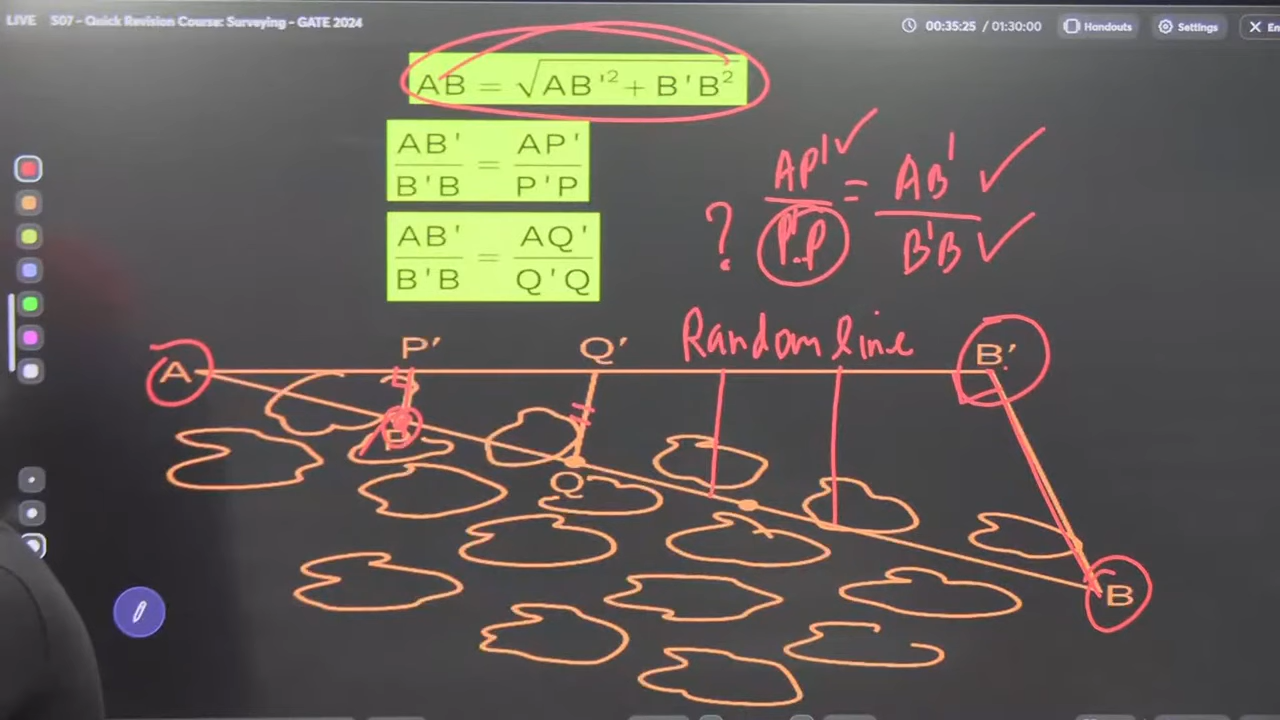 LIVE S07 - Quick Revision Course: Surveying - GATE 2024
00:35:25 / 01:30:00
Handouts
Settings
En
AB = √AB'² + B'B²
AB'/B'B = AP'/P'P
AB'/B'B = AQ'/Q'Q
? AP'/P'P = AB'/B'B
Random line
A P' Q' B'
P
Q
B